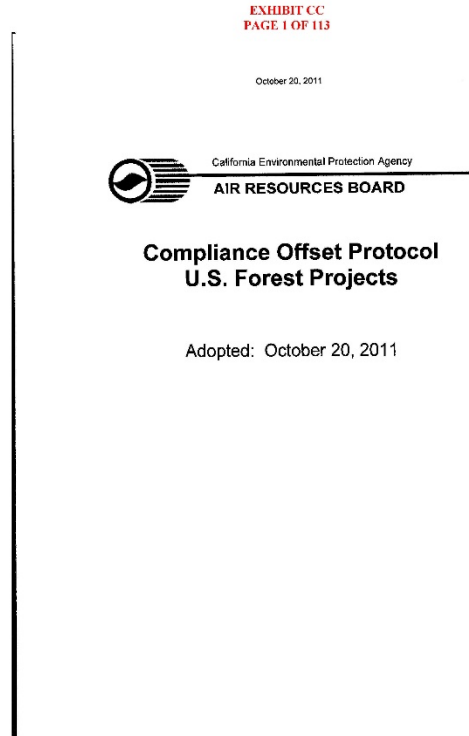 EXHIBIT CC
PAGE 1 OF 113
October 20, 2011
California Environmental Protection Agency
AIR RESOURCES BOARD
Compliance Offset Protocol
U.S. Forest Projects
Adopted: October 20, 2011